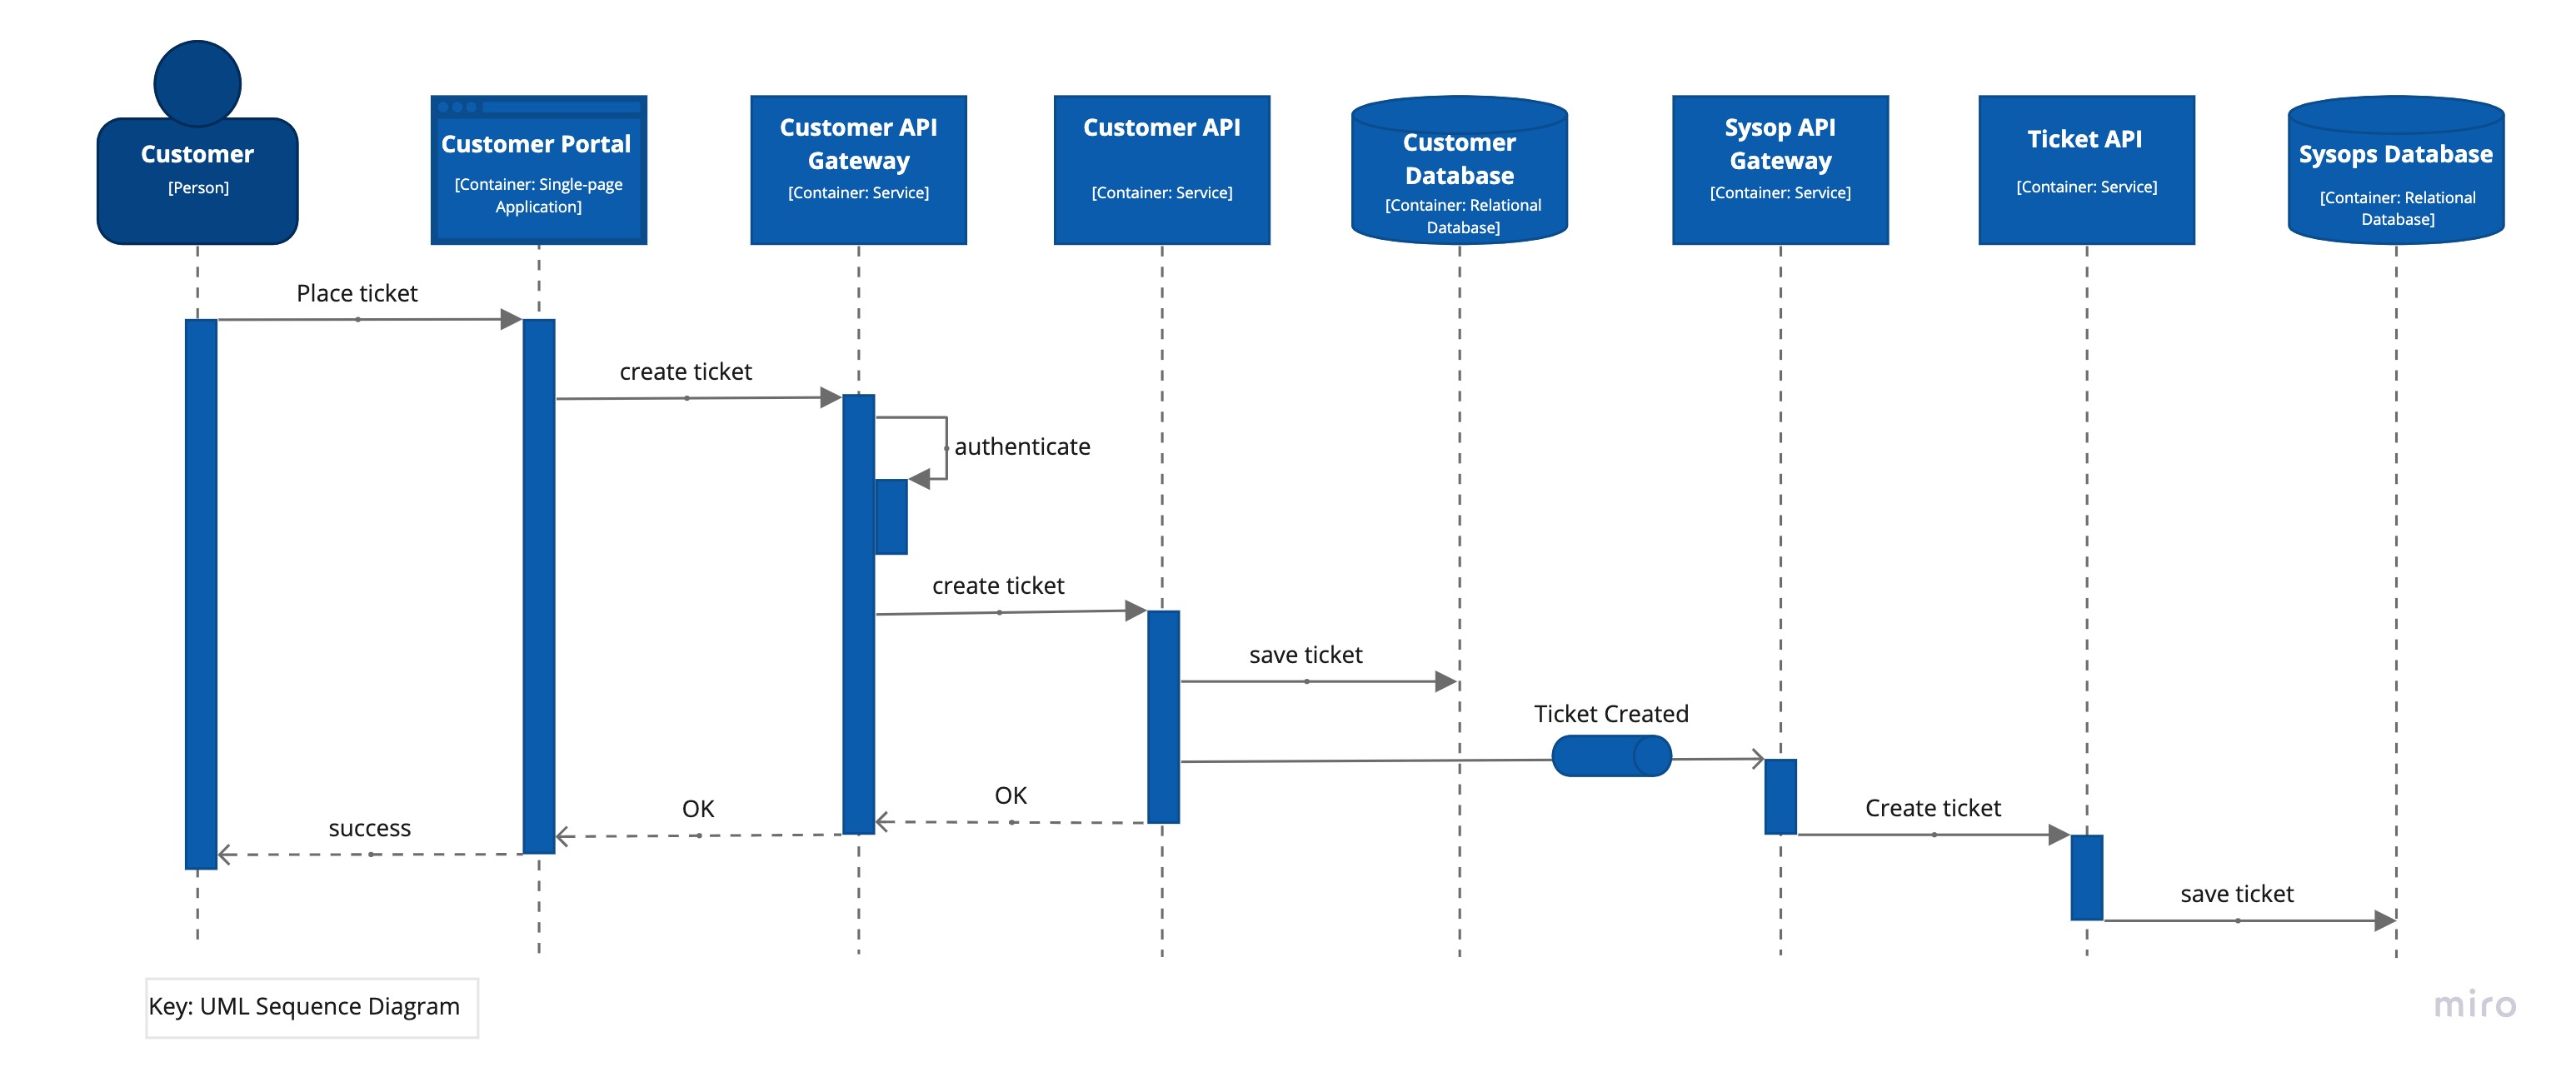 Customer
[Person]
Customer Portal
[Container: Single-page
Application]
Customer API
Gateway
[Container: Service]
Customer API
[Container: Service]
Customer
Database
[Container: Relational
Database]
Sysop API
Gateway
[Container: Service]
Ticket API
[Container: Service]
Sysops Database
[Container: Relational
Database]
Place ticket
create ticket
authenticate
create ticket
save ticket
Ticket Created
OK
OK
success
Create ticket
save ticket
Key: UML Sequence Diagram
miro